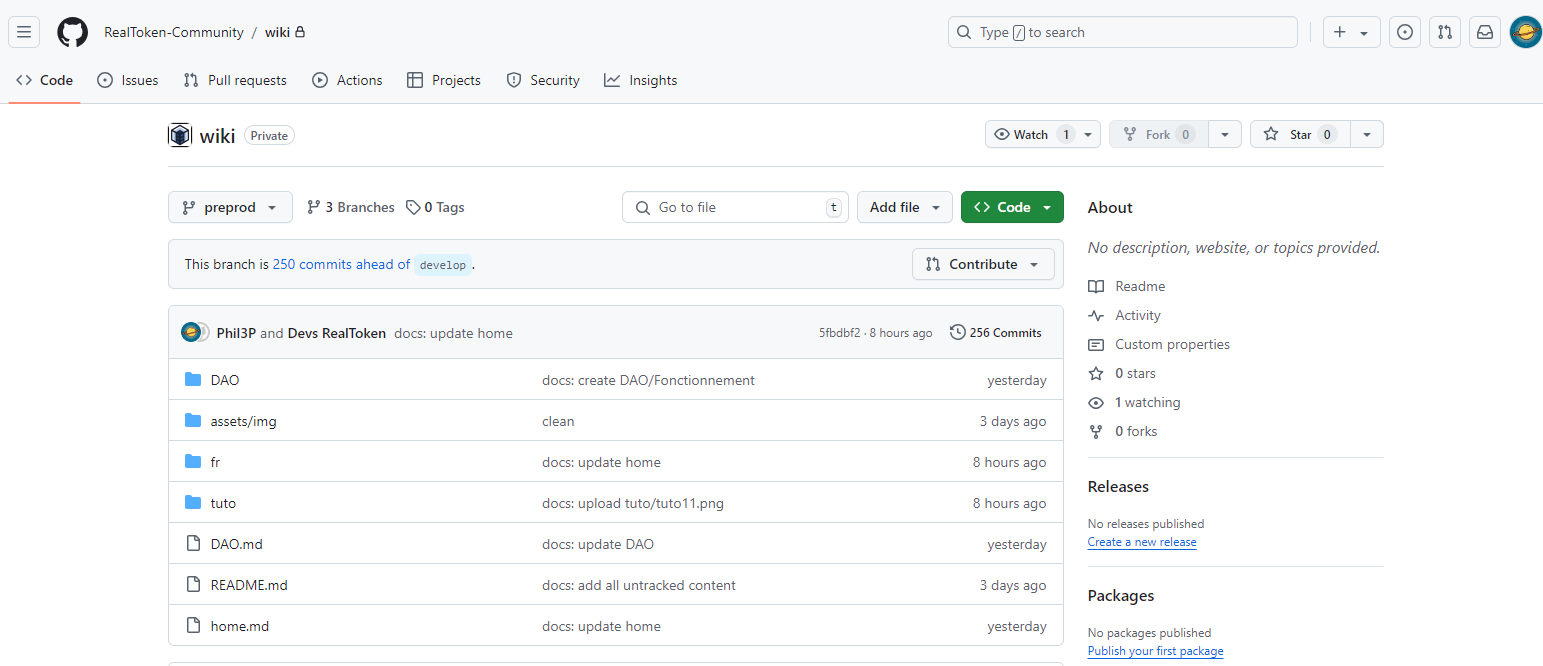 RealToken-Community / wiki
Type / to search
Code Issues Pull requests Actions Projects Security Insights
wiki Private
Watch 1 Fork 0 Star 0
preprod 3 Branches 0 Tags Go to file t Add file Code
This branch is 250 commits ahead of develop .
Contribute
Phil3P and Devs RealToken docs: update home 5fbdbf2 · 8 hours ago 256 Commits
DAO docs: create DAO/Fonctionnement yesterday
assets/img clean 3 days ago
fr docs: update home 8 hours ago
tuto docs: upload tuto/tuto11.png 8 hours ago
DAO.md docs: update DAO yesterday
README.md docs: add all untracked content 3 days ago
home.md docs: update home yesterday
About
No description, website, or topics provided.
Readme
Activity
Custom properties
0 stars
1 watching
0 forks
Releases
No releases published
Create a new release
Packages
No packages published
Publish your first package